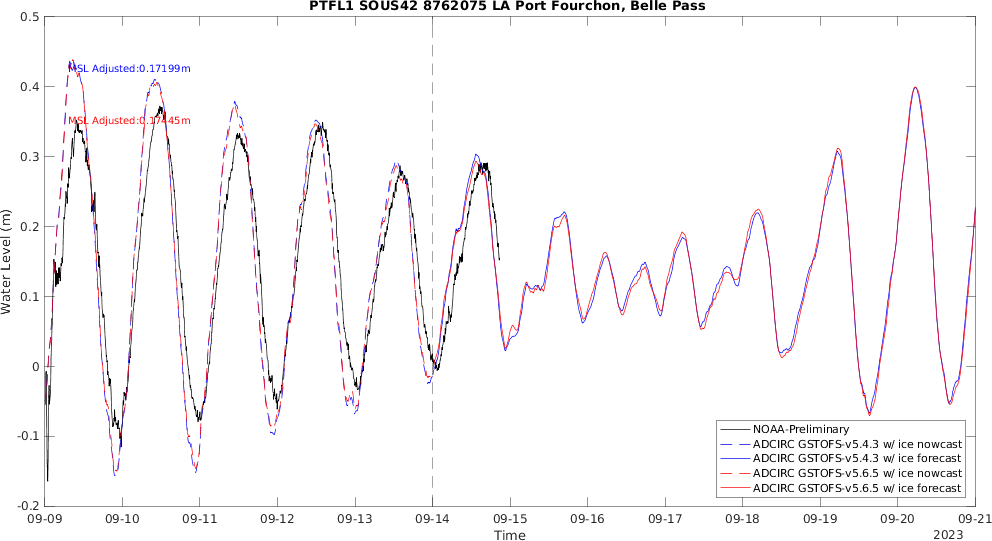 PTFL1 SOUS42 8762075 LA Port Fourchon, Belle Pass
0.5
0.4
0.3
0.2
0.1
0
-0.1
-0.2
Water Level (m)
MSL Adjusted:0.17199m
MSL Adjusted:0.17445m
NOAA-Preliminary
ADCIRC GSTOFS-v5.4.3 w/ ice nowcast
ADCIRC GSTOFS-v5.4.3 w/ ice forecast
ADCIRC GSTOFS-v5.6.5 w/ ice nowcast
ADCIRC GSTOFS-v5.6.5 w/ ice forecast
09-09 09-10 09-11 09-12 09-13 09-14 09-15 09-16 09-17 09-18 09-19 09-20 09-21
Time
2023